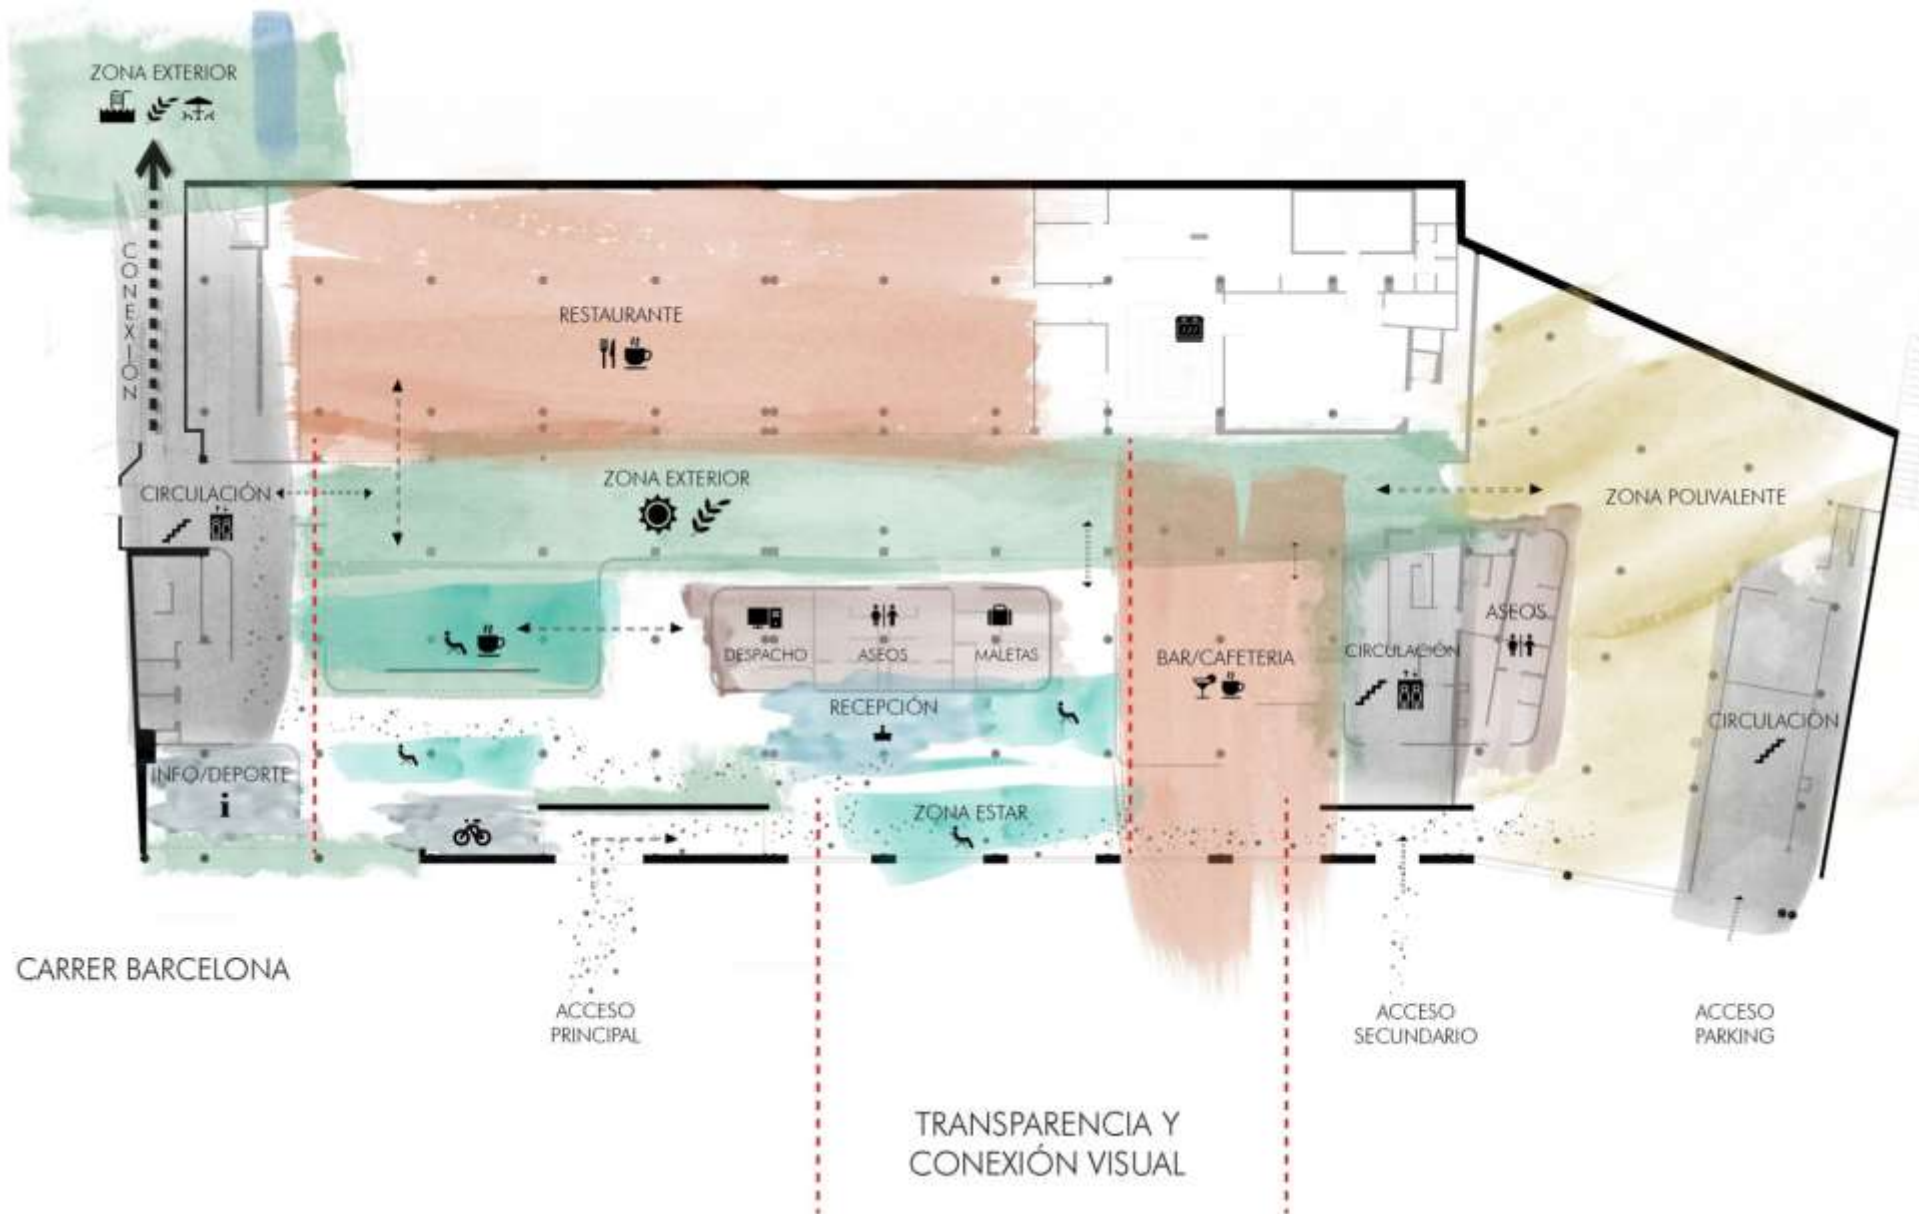 ZONA EXTERIOR
CONEXIÓN
RESTAURANTE
ZONA EXTERIOR
CIRCULACIÓN
ZONA POLIVALENTE
ASEOS
DESPACHO
ASEOS
MALETAS
BAR/CAFETERIA
CIRCULACIÓN
RECEPCIÓN
CIRCULACIÓN
INFO/DEPORTE
i
ZONA ESTAR
CARRER BARCELONA
ACCESO
PRINCIPAL
ACCESO
SECUNDARIO
ACCESO
PARKING
TRANSPARENCIA Y
CONEXIÓN VISUAL